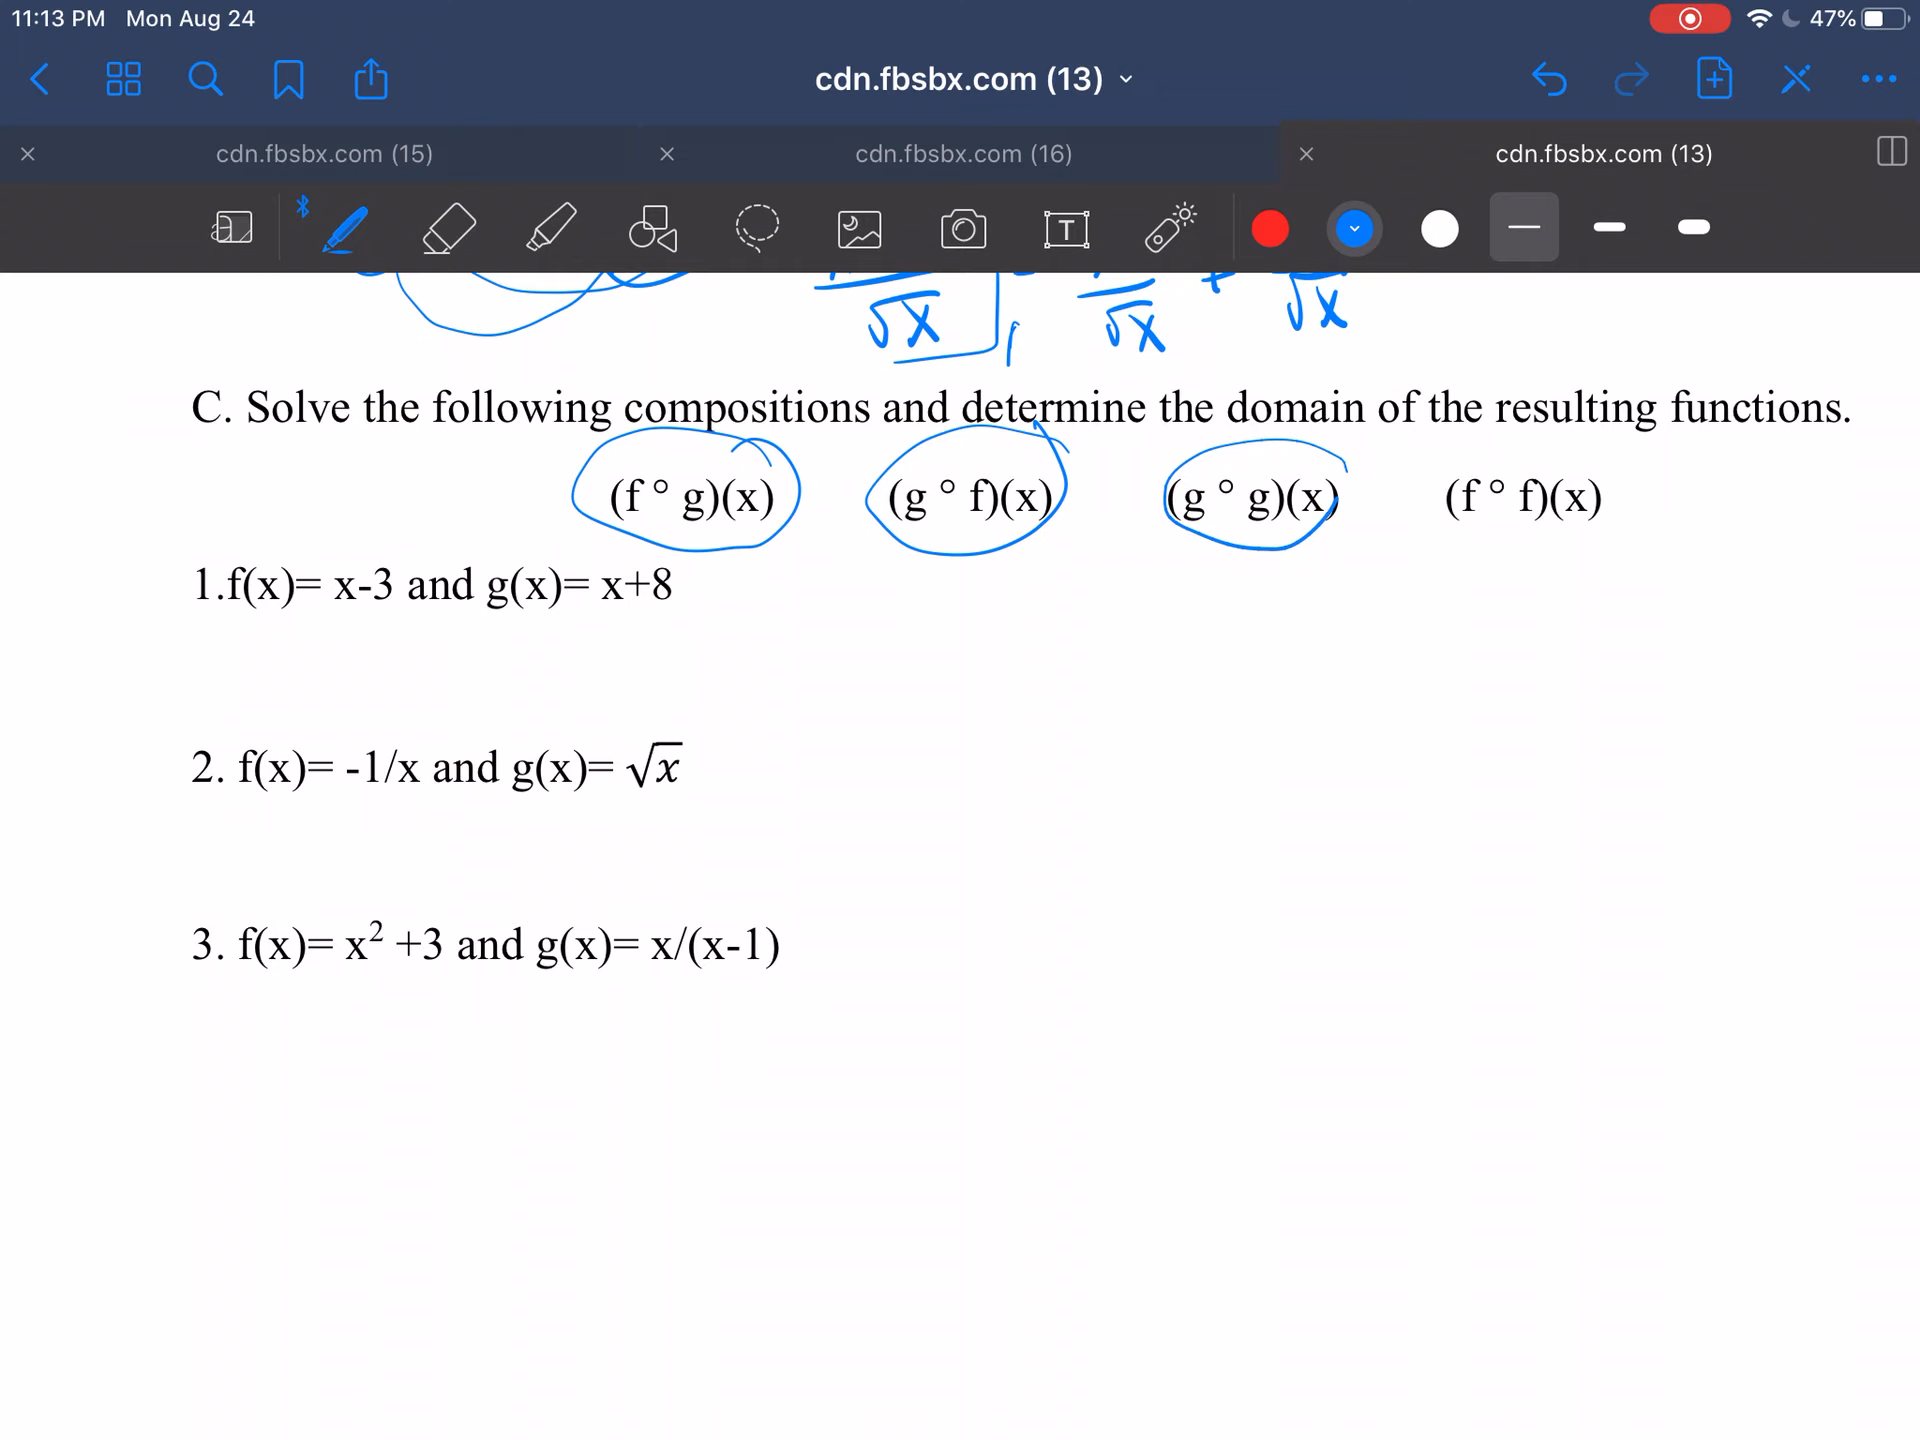 11:13 PM Mon Aug 24 47%
cdn.fbsbx.com (13)
cdn.fbsbx.com (15) cdn.fbsbx.com (16) cdn.fbsbx.com (13)
T
√x √x + √x
C. Solve the following compositions and determine the domain of the resulting functions.
(f ° g)(x) (g ° f)(x) (g ° g)(x) (f ° f)(x)
1.f(x)= x-3 and g(x)= x+8
2. f(x)= -1/x and g(x)= √x
3. f(x)= x² +3 and g(x)= x/(x-1)